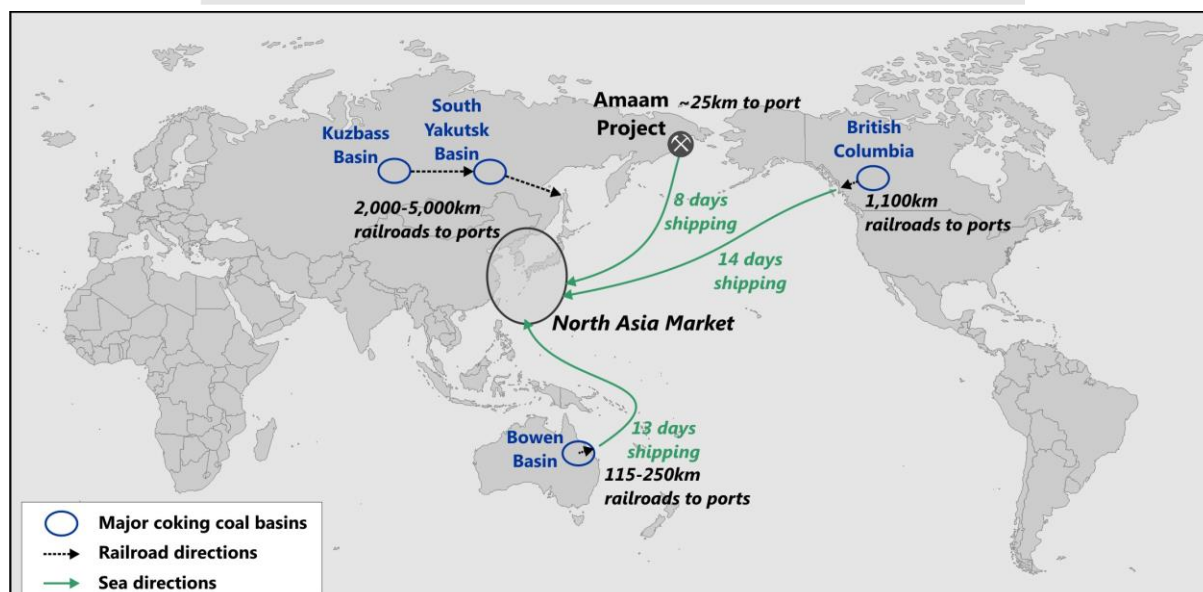 Kuzbass
Basin
South
Yakutsk
Basin
2,000-5,000km
railroads to ports
Amaam
Project
~25km to port
British
Columbia
1,100km
railroads to ports
8 days
shipping
14 days
shipping
North Asia Market
13 days
shipping
Bowen
Basin
115-250km
railroads to ports
Major coking coal basins
Railroad directions
Sea directions